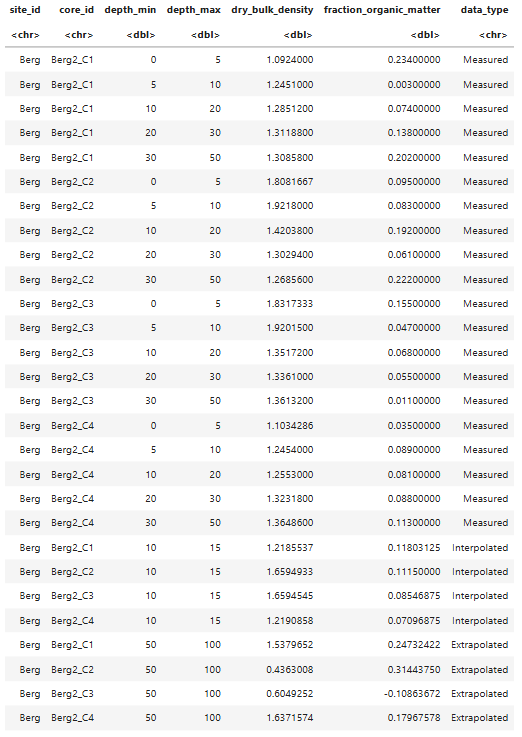 site_id core_id depth_min depth_max dry_bulk_density fraction_organic_matter data_type
<chr> <chr> <dbl> <dbl> <dbl> <dbl> <chr>
Berg Berg2_C1 0 5 1.0924000 0.23400000 Measured
Berg Berg2_C1 5 10 1.2451000 0.00300000 Measured
Berg Berg2_C1 10 20 1.2851200 0.07400000 Measured
Berg Berg2_C1 20 30 1.3118800 0.13800000 Measured
Berg Berg2_C1 30 50 1.3085800 0.20200000 Measured
Berg Berg2_C2 0 5 1.8081667 0.09500000 Measured
Berg Berg2_C2 5 10 1.9218000 0.08300000 Measured
Berg Berg2_C2 10 20 1.4203800 0.19200000 Measured
Berg Berg2_C2 20 30 1.3029400 0.06100000 Measured
Berg Berg2_C2 30 50 1.2685600 0.22200000 Measured
Berg Berg2_C3 0 5 1.8317333 0.15500000 Measured
Berg Berg2_C3 5 10 1.9201500 0.04700000 Measured
Berg Berg2_C3 10 20 1.3517200 0.06800000 Measured
Berg Berg2_C3 20 30 1.3361000 0.05500000 Measured
Berg Berg2_C3 30 50 1.3613200 0.01100000 Measured
Berg Berg2_C4 0 5 1.1034286 0.03500000 Measured
Berg Berg2_C4 5 10 1.2454000 0.08900000 Measured
Berg Berg2_C4 10 20 1.2553000 0.08100000 Measured
Berg Berg2_C4 20 30 1.3231800 0.08800000 Measured
Berg Berg2_C4 30 50 1.3648600 0.11300000 Measured
Berg Berg2_C1 10 15 1.2185537 0.11803125 Interpolated
Berg Berg2_C2 10 15 1.6594933 0.11150000 Interpolated
Berg Berg2_C3 10 15 1.6594545 0.08546875 Interpolated
Berg Berg2_C4 10 15 1.2190858 0.07096875 Interpolated
Berg Berg2_C1 50 100 1.5379652 0.24732422 Extrapolated
Berg Berg2_C2 50 100 0.4363008 0.31443750 Extrapolated
Berg Berg2_C3 50 100 0.6049252 -0.10863672 Extrapolated
Berg Berg2_C4 50 100 1.6371574 0.17967578 Extrapolated